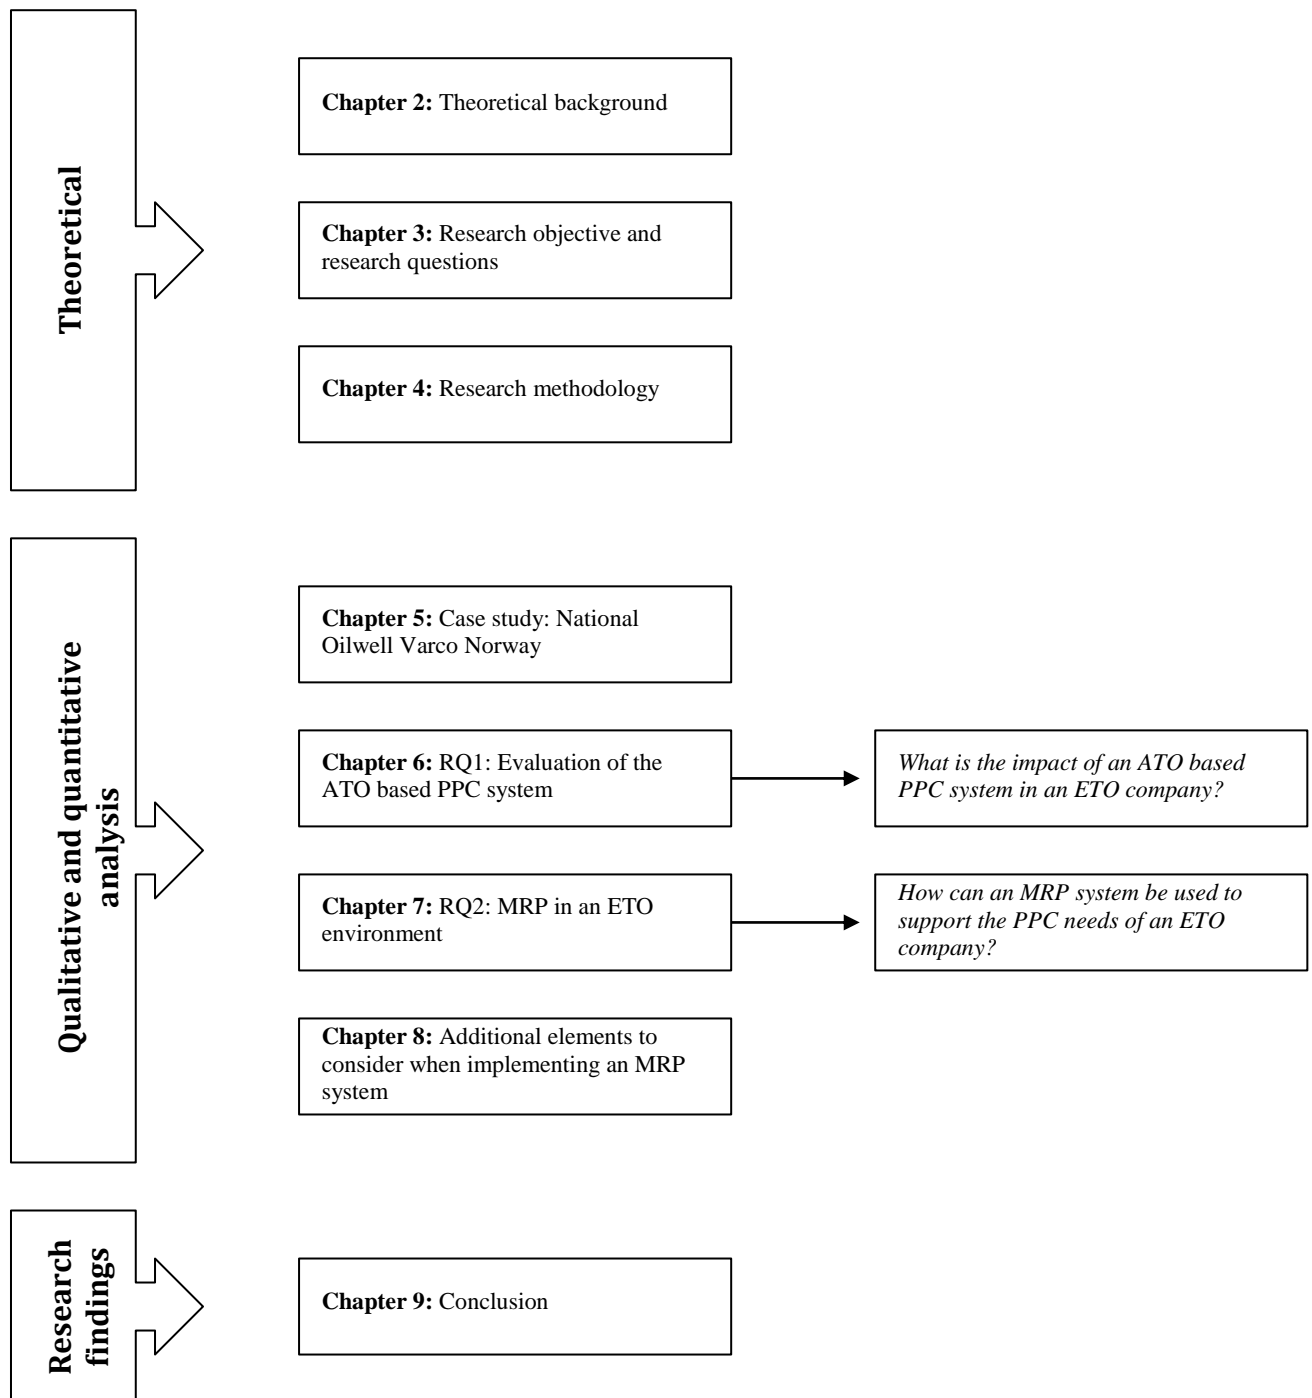 Theoretical
Chapter 2: Theoretical background
Chapter 3: Research objective and
research questions
Chapter 4: Research methodology
Qualitative and quantitative
analysis
Chapter 5: Case study: National
Oilwell Varco Norway
Chapter 6: RQ1: Evaluation of the
ATO based PPC system
What is the impact of an ATO based
PPC system in an ETO company?
Chapter 7: RQ2: MRP in an ETO
environment
How can an MRP system be used to
support the PPC needs of an ETO
company?
Chapter 8: Additional elements to
consider when implementing an MRP
system
Research
findings
Chapter 9: Conclusion